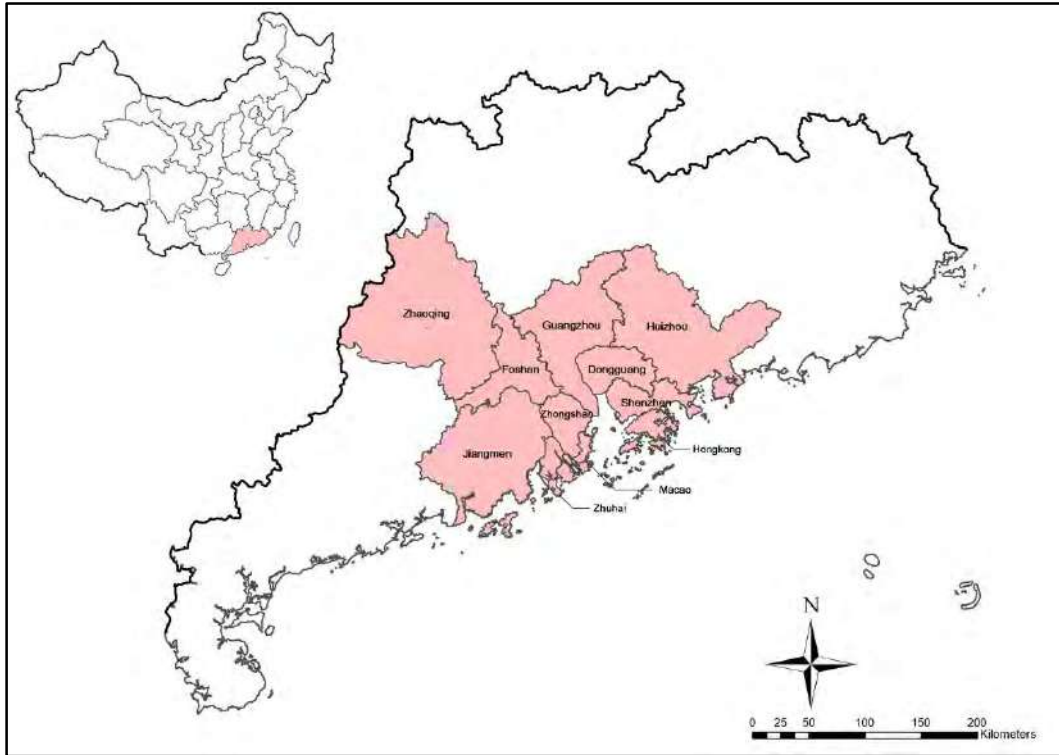 Zhaoqing
Guangzhou
Huizhou
Foshan
Dongguang
Shenzhen
Zhongshan
Jiangmen
Hongkong
Macao
Zhuhai
N
0 25 50 100 150 200
Kilometers